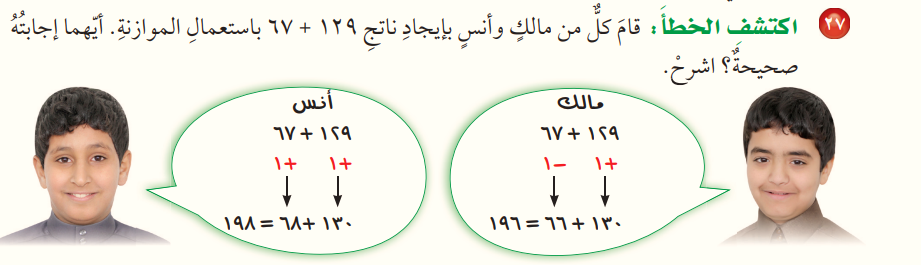 ٢٧ اكتشفِ الخطأَ: قامَ كلٌّ من مالكٍ وأنسٍ بإيجادِ ناتجِ ١٢٩ + ٦٧ باستعمالِ الموازنةِ. أيّهما إجابتُهُ
صحيحةٌ؟ اشرحْ.
مالك
١٢٩ + ٦٧
+١ −١
١٣٠ + ٦٦ = ١٩٦
أنس
١٢٩ + ٦٧
+١ +١
١٣٠ + ٦٨ = ١٩٨